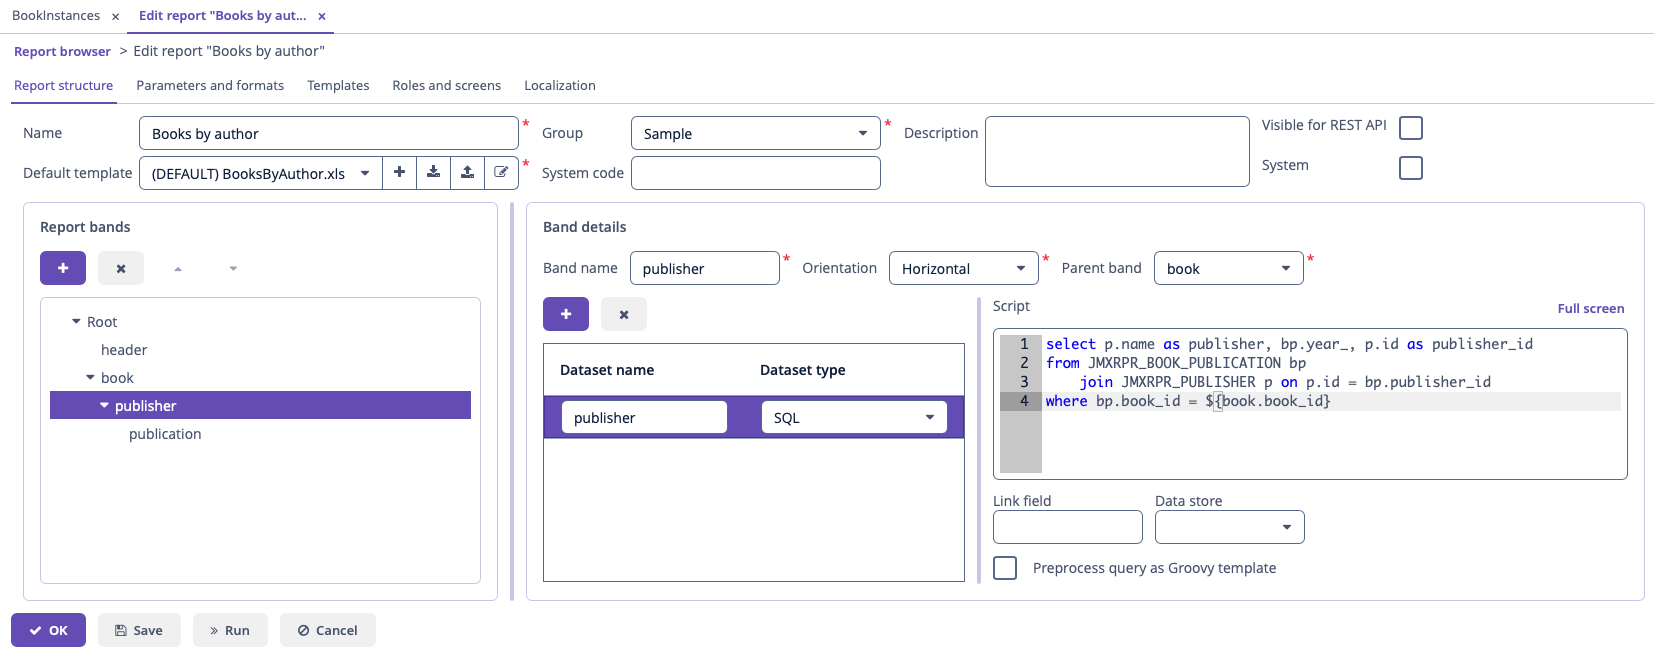 BookInstances × Edit report "Books by aut... ×
Report browser > Edit report "Books by author"
Report structure Parameters and formats Templates Roles and screens Localization
Name Books by author * Group Sample * Description Visible for REST API
Default template (DEFAULT) BooksByAuthor.xls * System code System
Report bands
Root
header
book
publisher
publication
Band details
Band name publisher * Orientation Horizontal * Parent band book *
Dataset name Dataset type
publisher SQL
Script Full screen
1 select p.name as publisher, bp.year_, p.id as publisher_id
2 from JMXRPR_BOOK_PUBLICATION bp
3 join JMXRPR_PUBLISHER p on p.id = bp.publisher_id
4 where bp.book_id = ${book.book_id}
Link field Data store
Preprocess query as Groovy template
OK Save Run Cancel